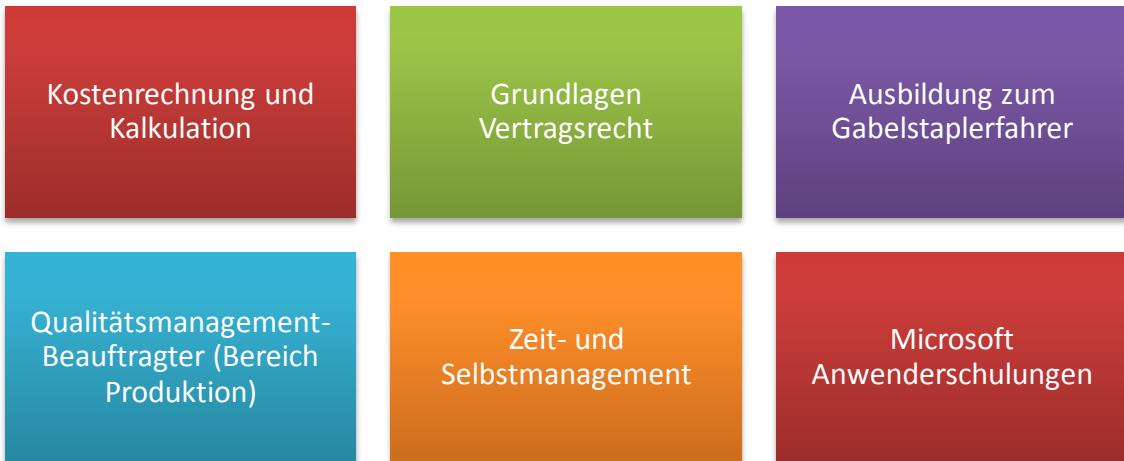 Kostenrechnung und
Kalkulation
Grundlagen
Vertragsrecht
Ausbildung zum
Gabelstaplerfahrer
Qualitätsmanagement-
Beauftragter (Bereich
Produktion)
Zeit- und
Selbstmanagement
Microsoft
Anwenderschulungen